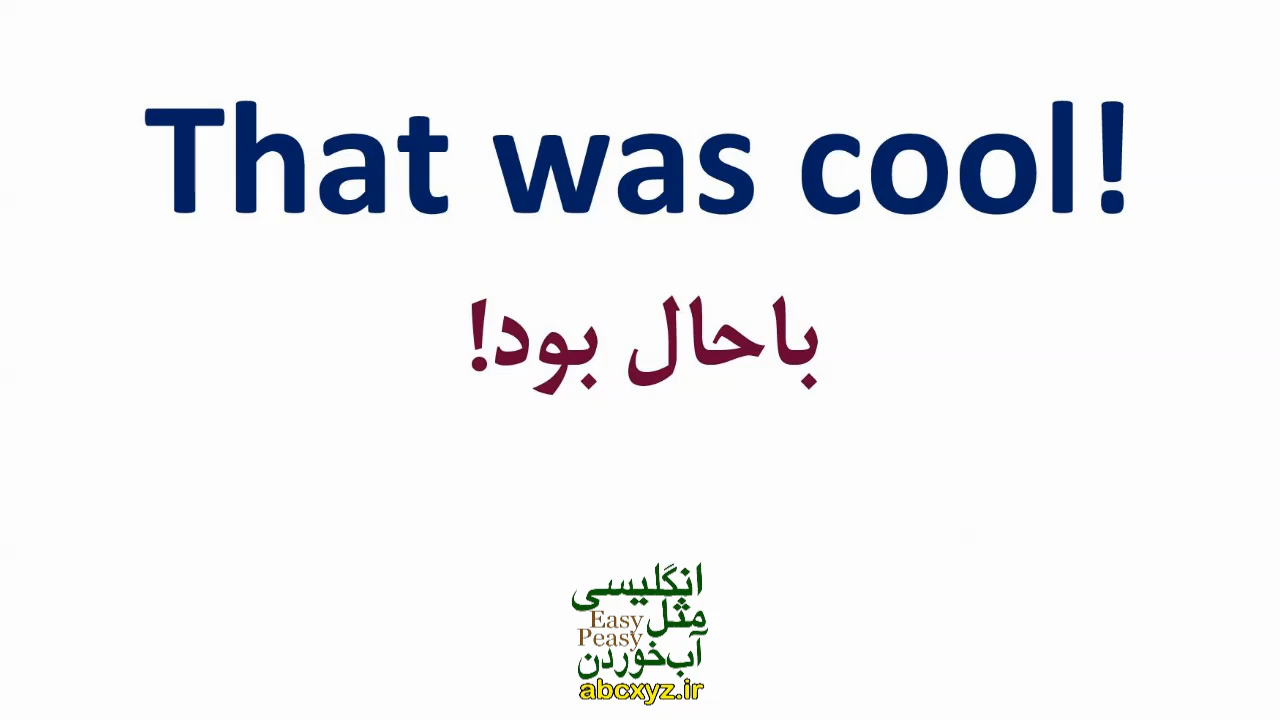 That was cool!
باحال بود!
انگلیسی
مثل
Easy
Peasy
آب‌خوردن
abcxyz.ir